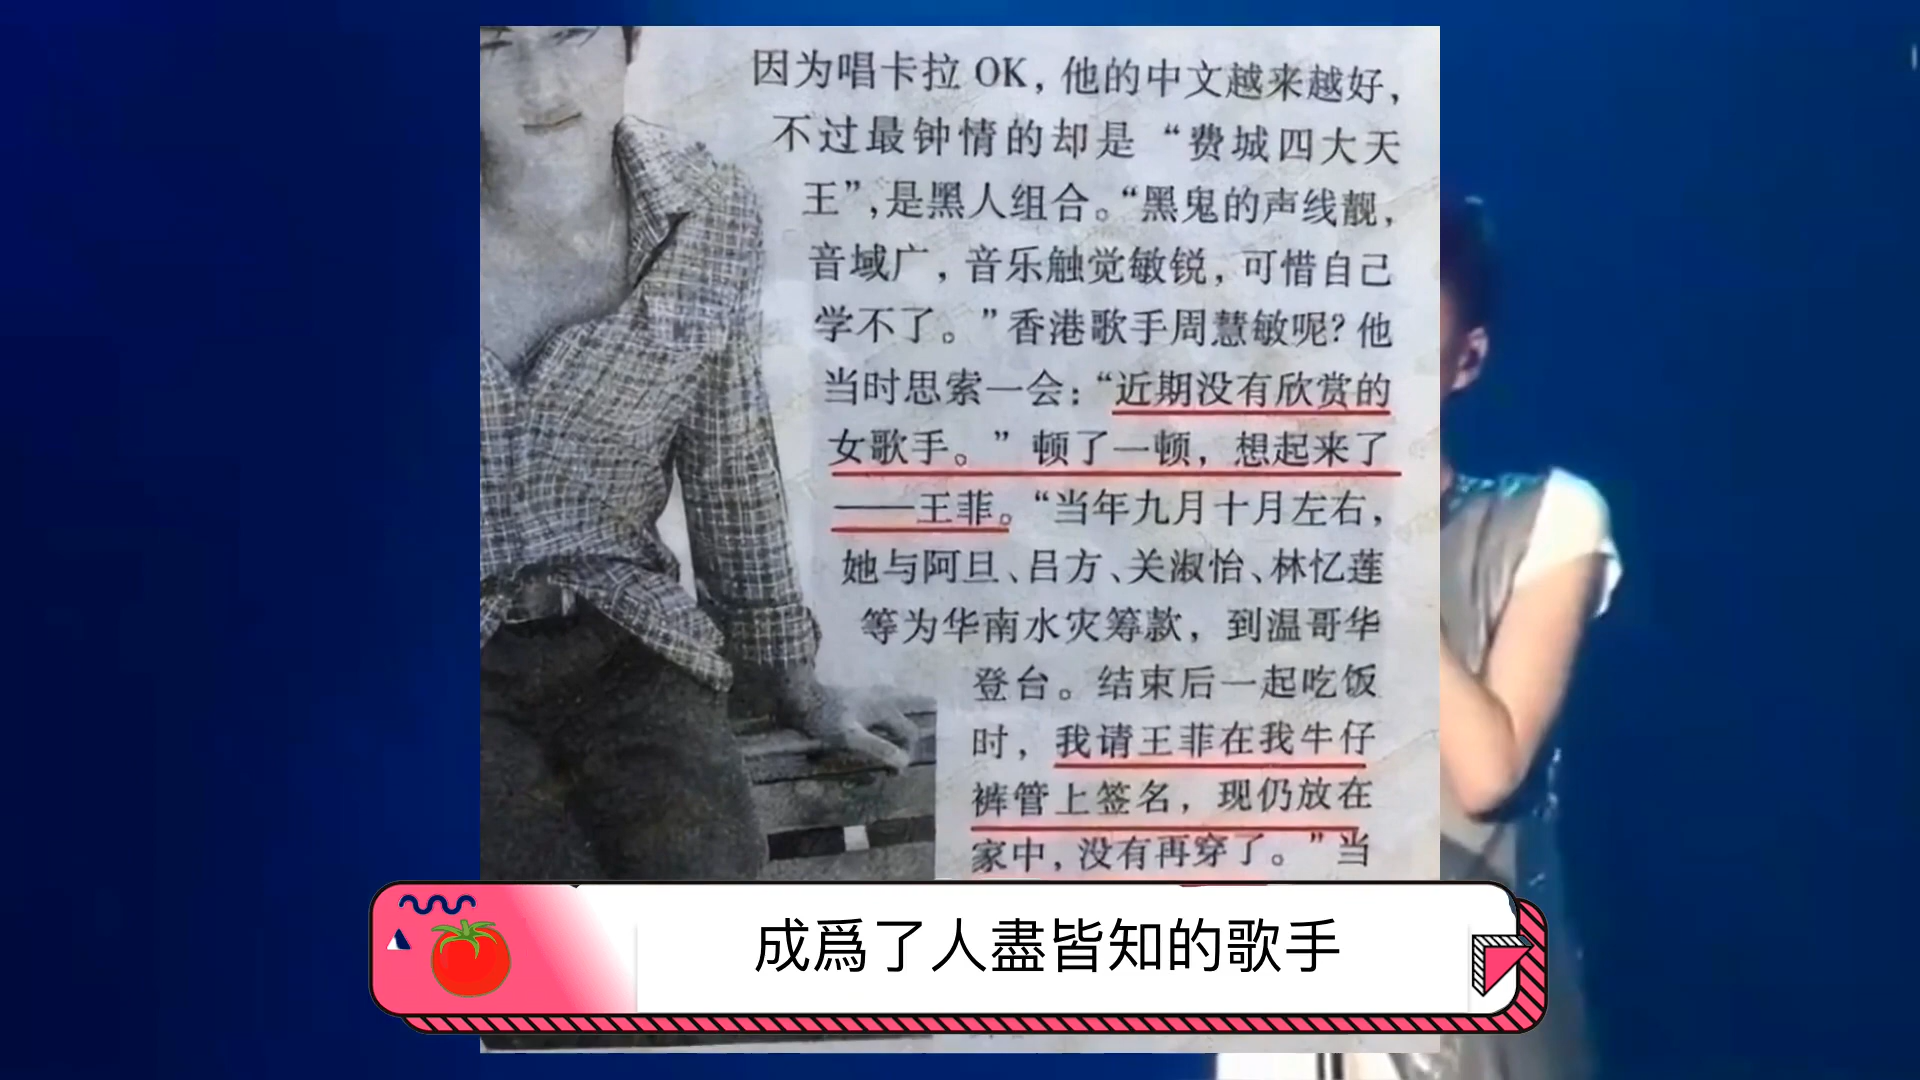 因为唱卡拉 OK，他的中文越来越好，
不过最钟情的却是“费城四大天
王”，是黑人组合。“黑鬼的声线靓，
音域广，音乐触觉敏锐，可惜自己
学不了。”香港歌手周慧敏呢？他
当时思索一会：“近期没有欣赏的
女歌手。”顿了一顿，想起来了
——王菲。“当年九月十月左右，
她与阿旦、吕方、关淑怡、林忆莲
等为华南水灾筹款，到温哥华
登台。结束后一起吃饭
时，我请王菲在我牛仔
裤管上签名，现仍放在
家中，没有再穿了。”当
成爲了人盡皆知的歌手